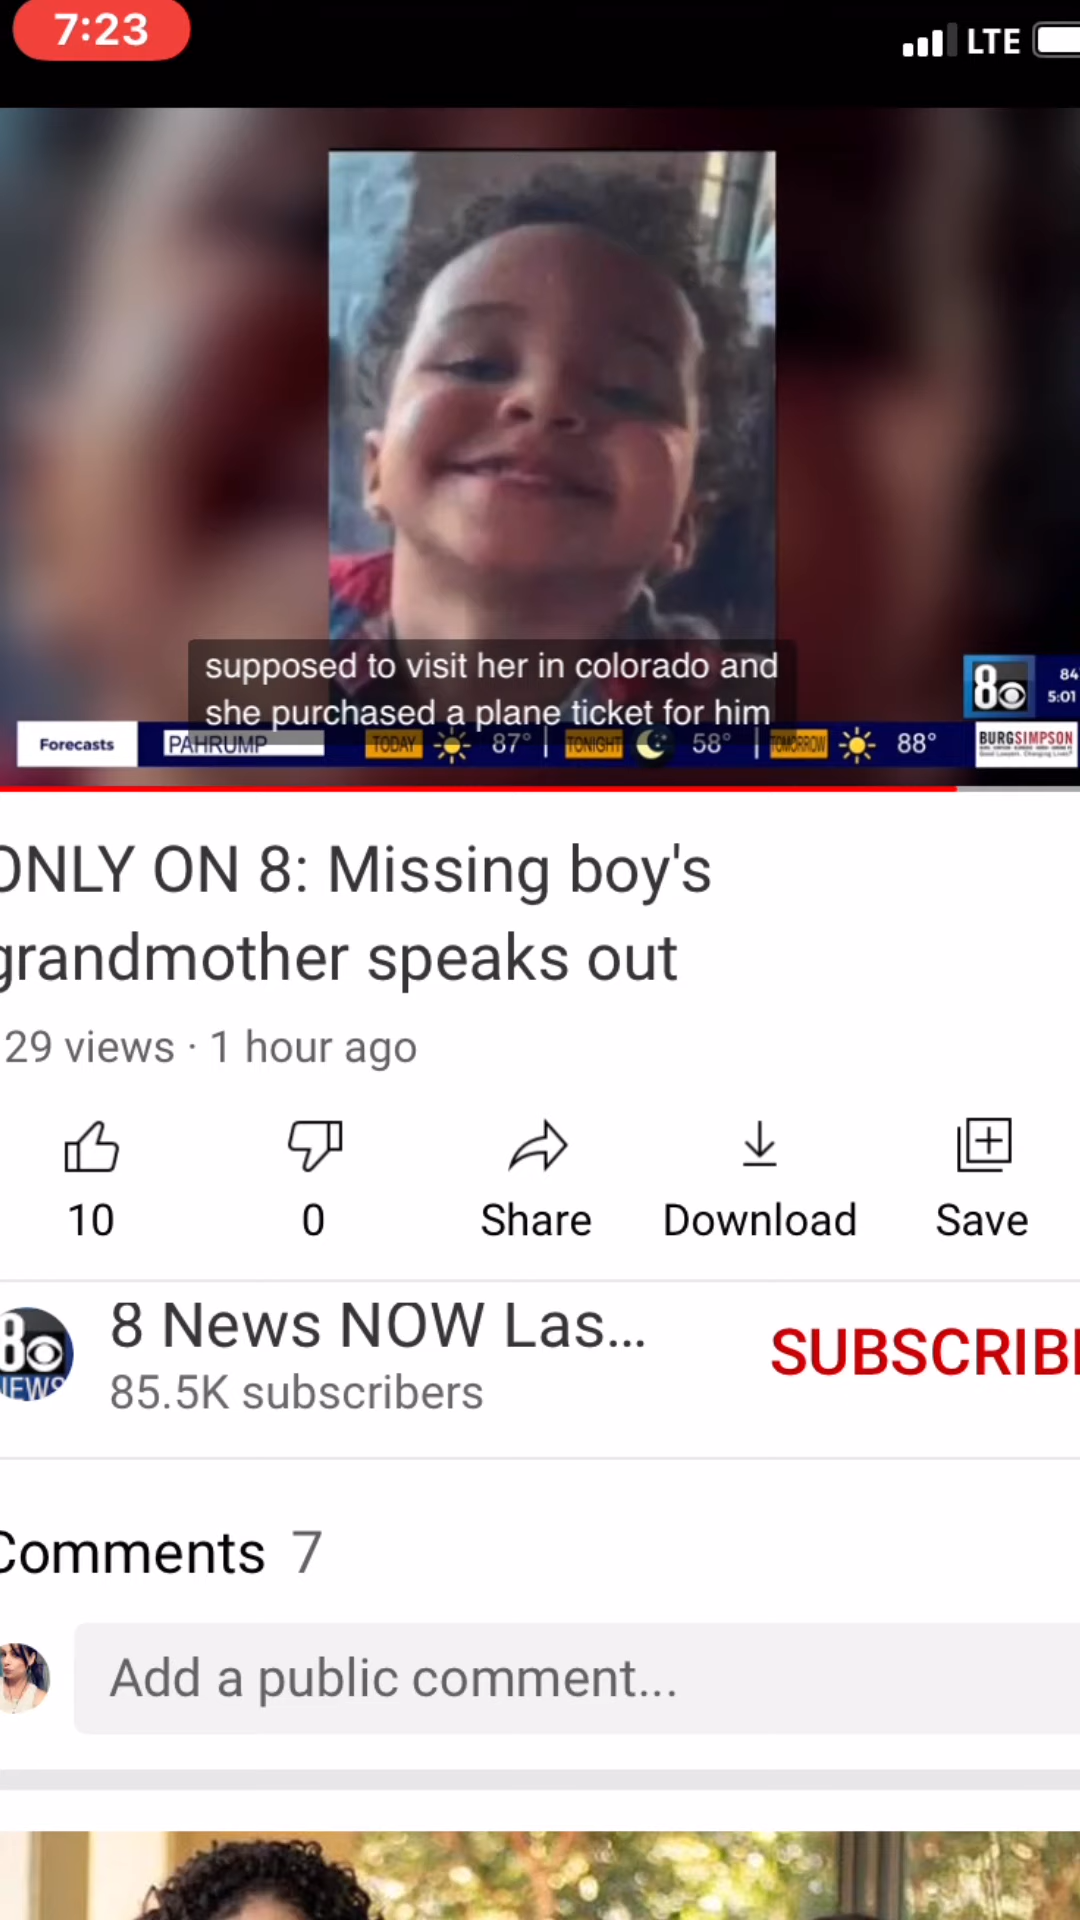 7:23
LTE
supposed to visit her in colorado and
she purchased a plane ticket for him
8
84
5:01
Forecasts
PAHRUMP
TODAY
87° |
TONIGHT
58° |
TOMORROW
88°
BURGSIMPSON
ONLY ON 8: Missing boy's
grandmother speaks out
29 views · 1 hour ago
10
0
Share
Download
Save
8 NEWS
8 News NOW Las...
SUBSCRIB
85.5K subscribers
Comments 7
Add a public comment...